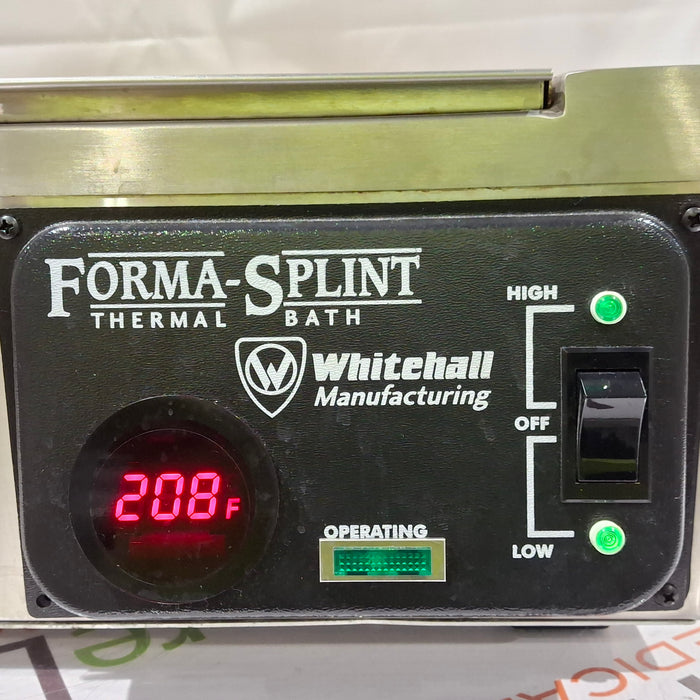 FORMA-SPLINT
THERMAL BATH
W Whitehall
Manufacturing
HIGH
OFF
LOW
208F
OPERATING